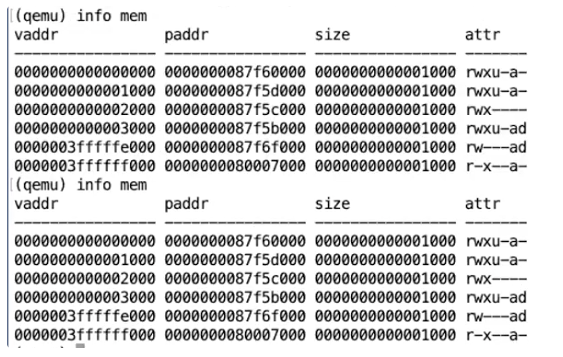 (qemu) info mem
vaddr paddr size attr
---------------- ---------------- ---------------- -------
0000000000000000 0000000087f60000 0000000000001000 rwxu-a-
0000000000001000 0000000087f5d000 0000000000001000 rwxu-a-
0000000000002000 0000000087f5c000 0000000000001000 rwx----
0000000000003000 0000000087f5b000 0000000000001000 rwxu-ad
0000003fffffe000 0000000087f6f000 0000000000001000 rw---ad
0000003ffffff000 0000000080007000 0000000000001000 r-x--a-
(qemu) info mem
vaddr paddr size attr
---------------- ---------------- ---------------- -------
0000000000000000 0000000087f60000 0000000000001000 rwxu-a-
0000000000001000 0000000087f5d000 0000000000001000 rwxu-a-
0000000000002000 0000000087f5c000 0000000000001000 rwx----
0000000000003000 0000000087f5b000 0000000000001000 rwxu-ad
0000003fffffe000 0000000087f6f000 0000000000001000 rw---ad
0000003ffffff000 0000000080007000 0000000000001000 r-x--a-